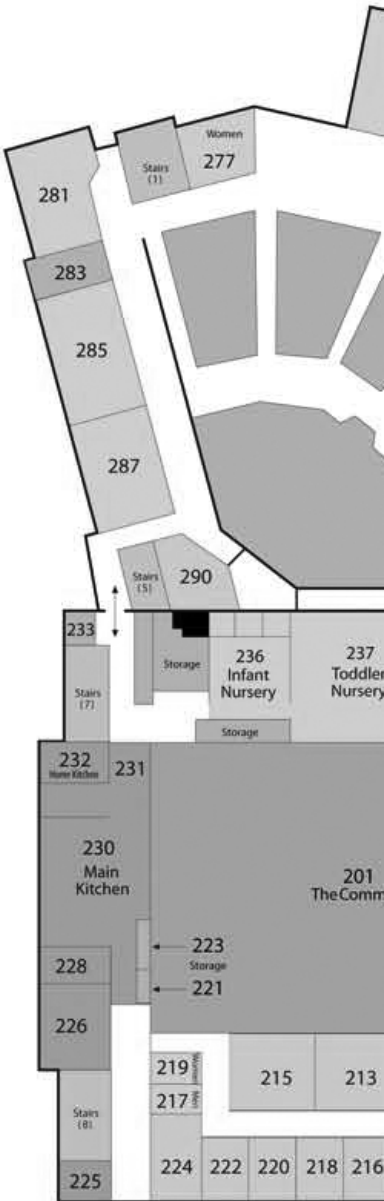 Women
277
Stairs
(1)
281
283
285
287
Stairs
(5)
290
233
Storage
236
Infant
Nursery
237
Toddler
Nursery
Stairs
(7)
Storage
232
Home Kitchen
231
230
Main
Kitchen
201
The Comm
223
Storage
221
228
226
219
Women
217
Men
215
213
Stairs
(8)
225
224
222
220
218
216